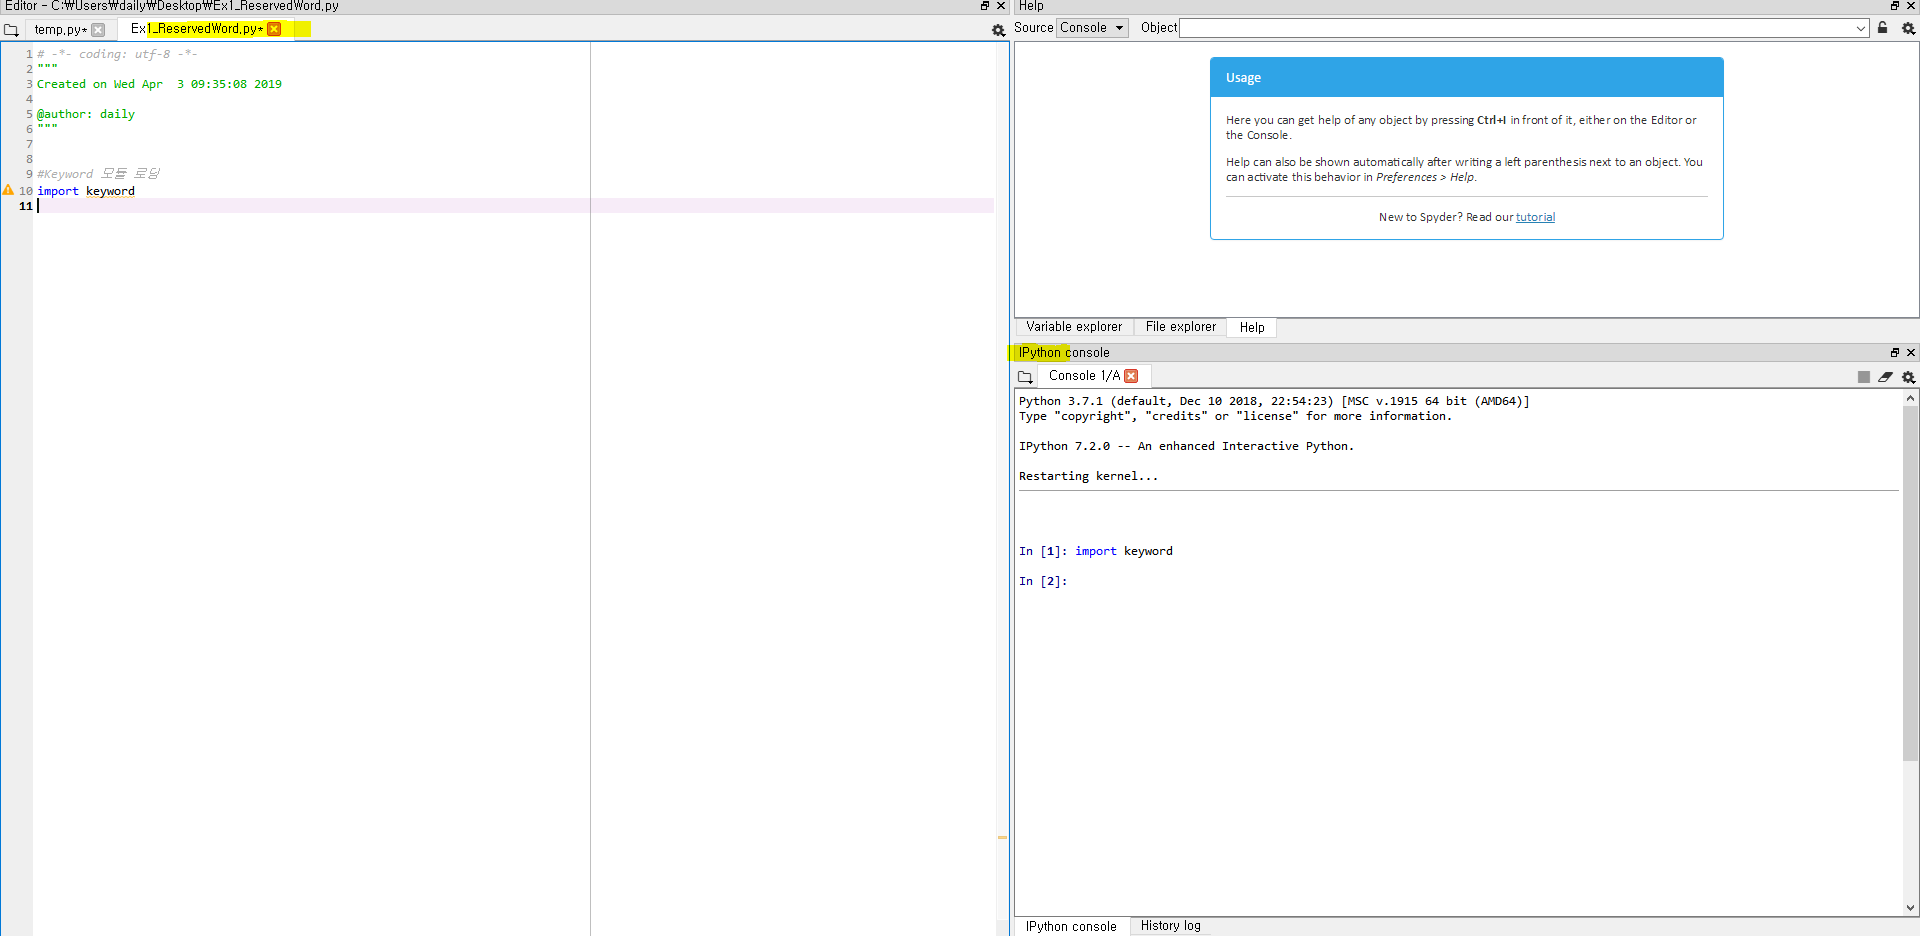 Editor - C:₩Users₩daily₩Desktop₩Ex1_ReservedWord.py
temp.py*
Ex1_ReservedWord.py*
1 # -*- coding: utf-8 -*-
2 """
3 Created on Wed Apr  3 09:35:08 2019
4
5 @author: daily
6 """
7
8
9 #Keyword 모듈 로딩
10 import keyword
11
Help
Source Console Object
Usage
Here you can get help of any object by pressing Ctrl+I in front of it, either on the Editor or
the Console.
Help can also be shown automatically after writing a left parenthesis next to an object. You
can activate this behavior in Preferences > Help.
New to Spyder? Read our tutorial
Variable explorer File explorer Help
IPython console
Console 1/A
Python 3.7.1 (default, Dec 10 2018, 22:54:23) [MSC v.1915 64 bit (AMD64)]
Type "copyright", "credits" or "license" for more information.
IPython 7.2.0 -- An enhanced Interactive Python.
Restarting kernel...
In [1]: import keyword
In [2]:
IPython console History log